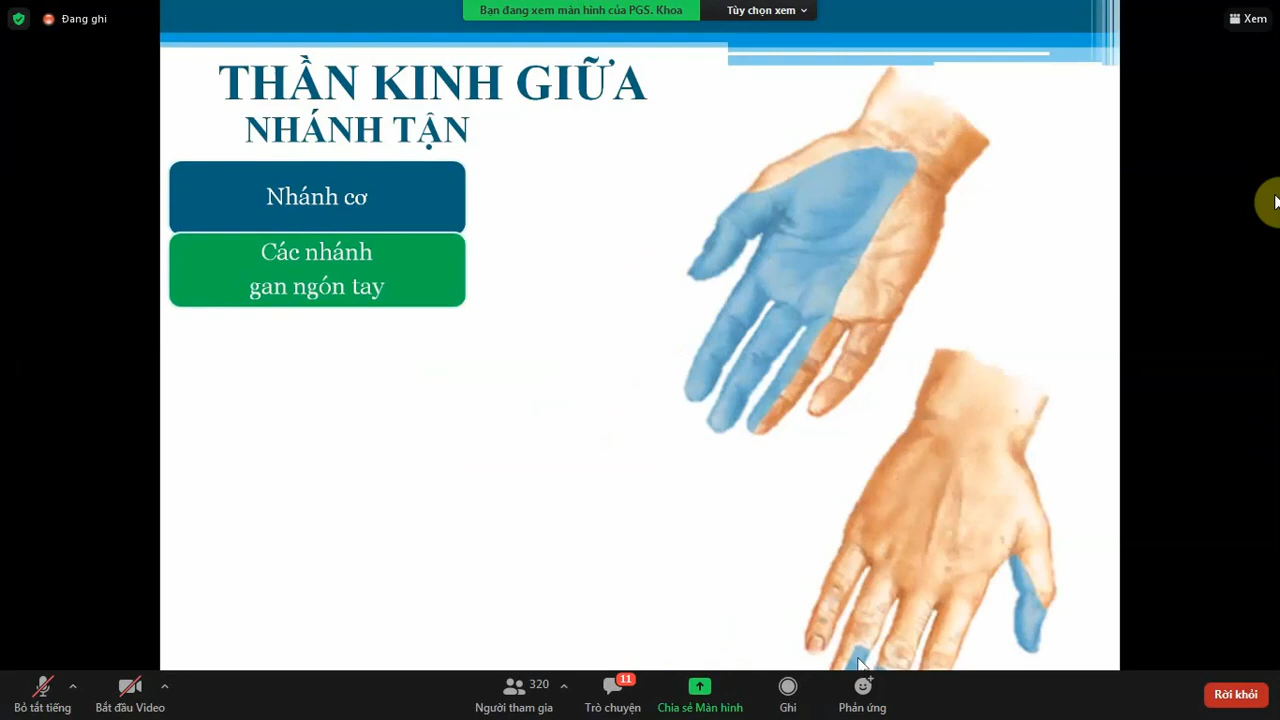 Đang ghi
Bạn đang xem màn hình của PGS. Khoa
Tùy chọn xem
Xem
THẦN KINH GIỮA
NHÁNH TẬN
Nhánh cơ
Các nhánh
gan ngón tay
Bỏ tắt tiếng
Bắt đầu Video
320
Người tham gia
11
Trò chuyện
Chia sẻ Màn hình
Ghi
Phản ứng
Rời khỏi